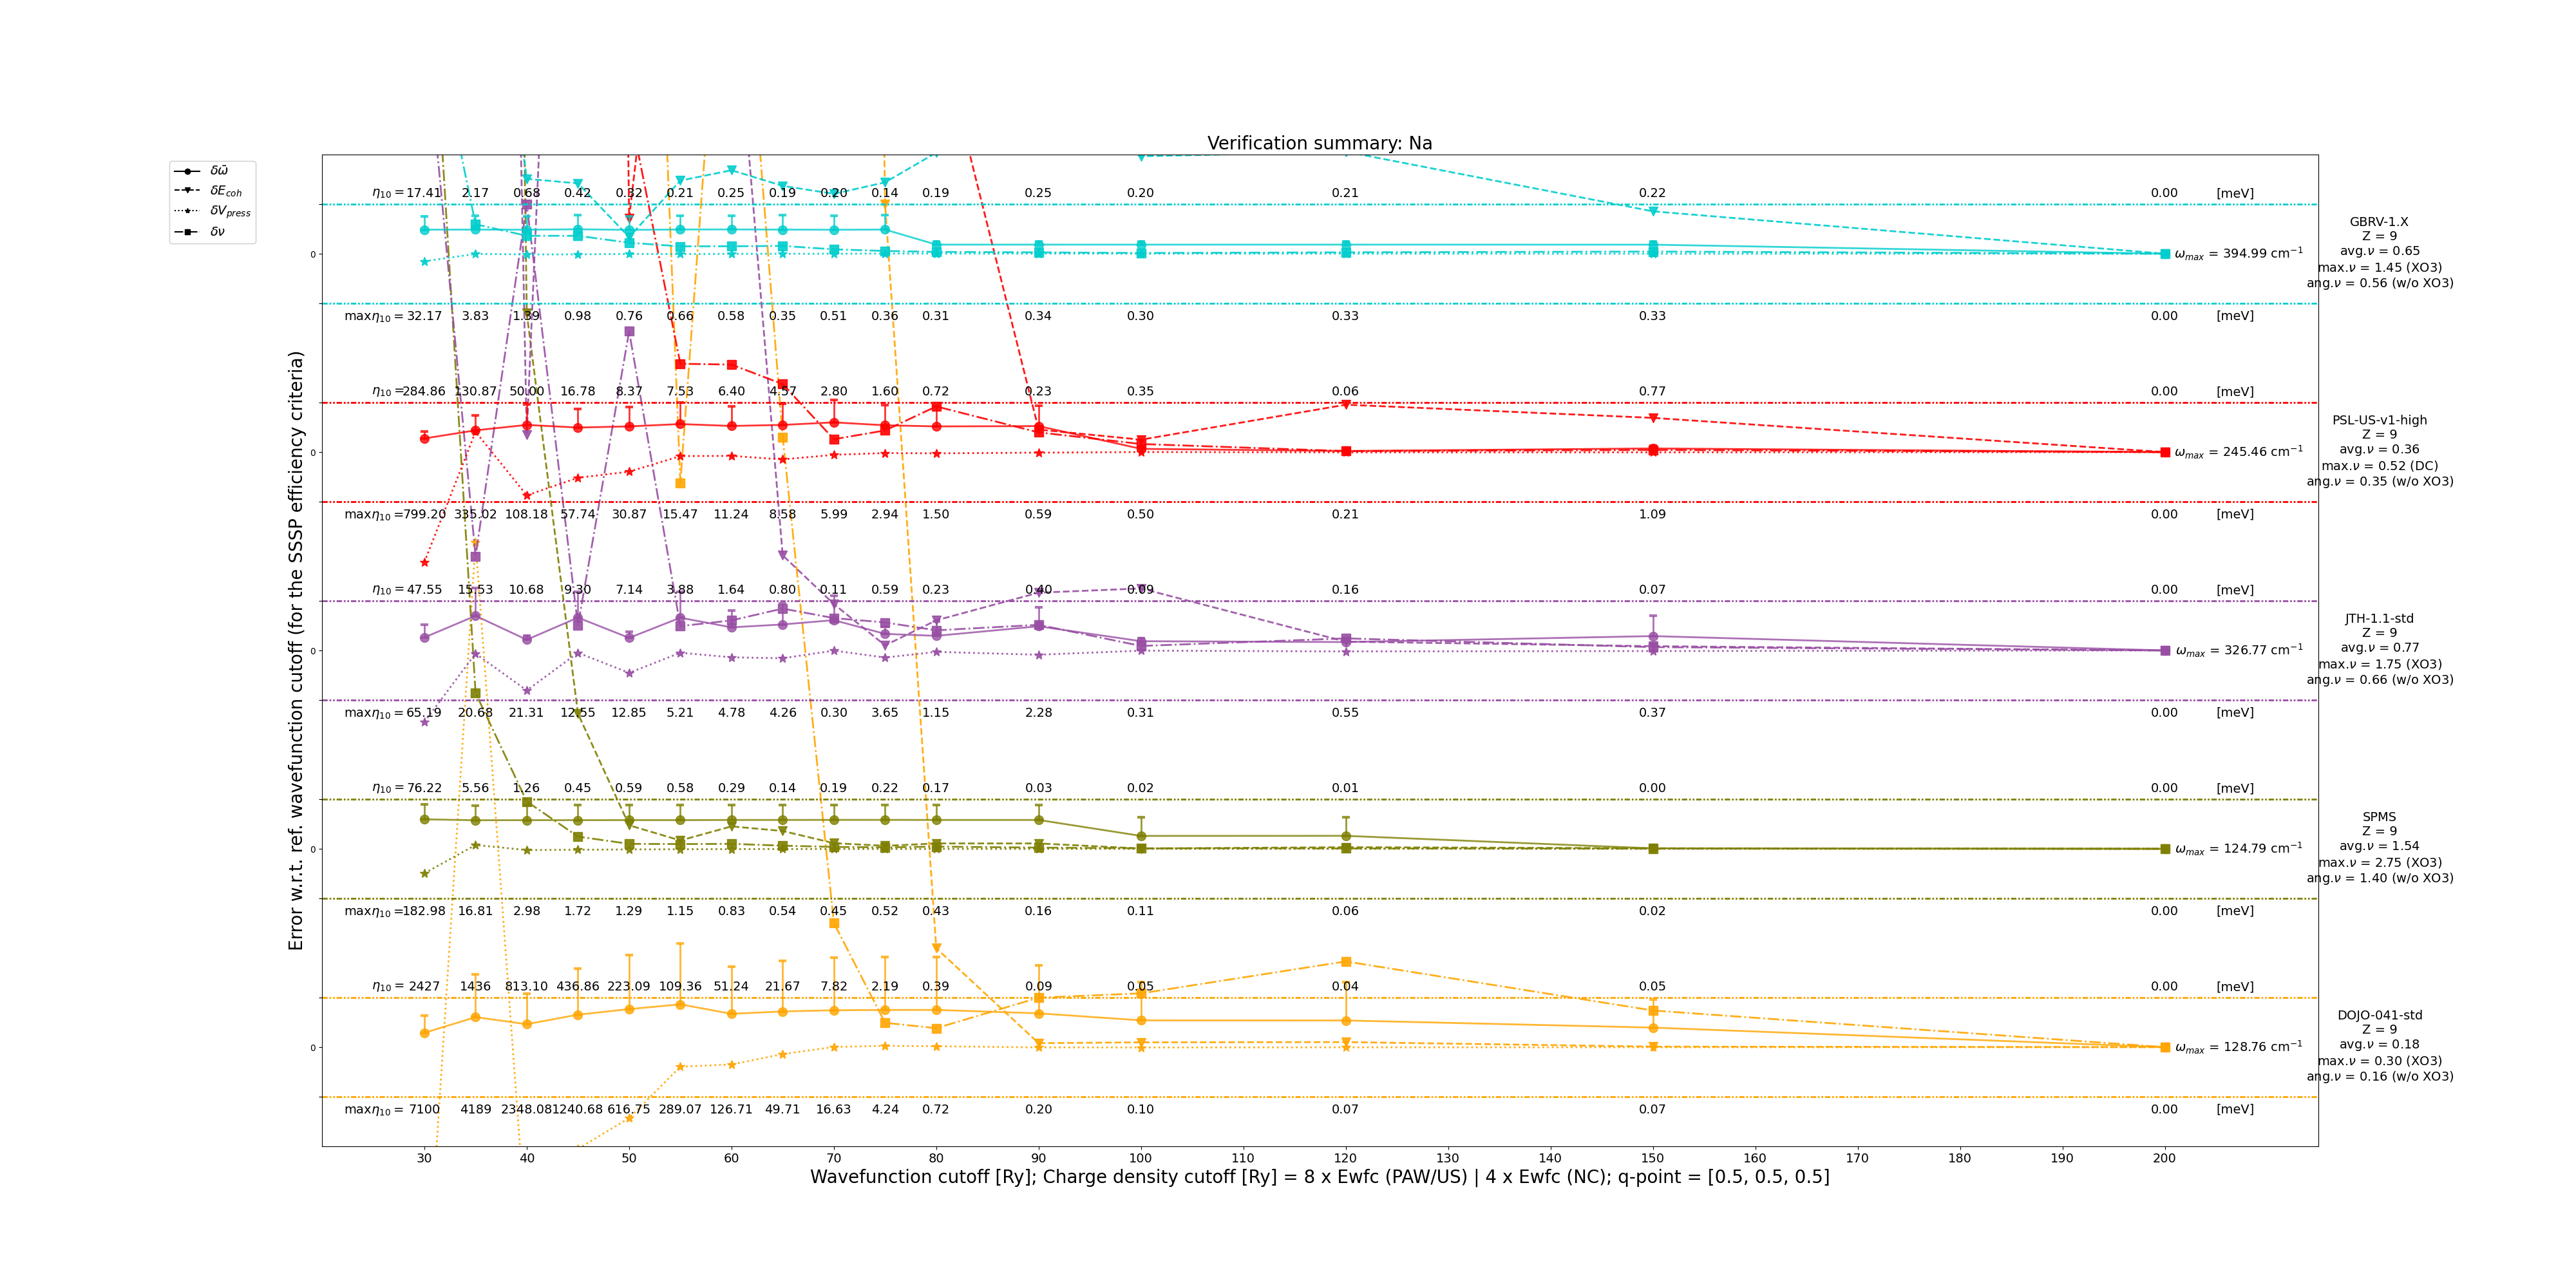 Verification summary: Na
δω̄
δE_coh
δV_press
δν
Error w.r.t. ref. wavefunction cutoff (for the SSSP efficiency criteria)
η₁₀ = 17.41 2.17 0.68 0.42 0.32 0.21 0.25 0.19 0.20 0.14 0.19 0.25 0.20 0.21 0.22 0.00 [meV]
0
ω_max = 394.99 cm⁻¹
maxη₁₀ = 32.17 3.83 1.39 0.98 0.76 0.66 0.58 0.35 0.51 0.36 0.31 0.34 0.30 0.33 0.33 0.00 [meV]
GBRV-1.X
Z = 9
avg.ν = 0.65
max.ν = 1.45 (XO3)
ang.ν = 0.56 (w/o XO3)
η₁₀ = 284.86 130.87 50.00 16.78 8.37 7.53 6.40 4.57 2.80 1.60 0.72 0.23 0.35 0.06 0.77 0.00 [meV]
0
ω_max = 245.46 cm⁻¹
maxη₁₀ = 799.20 335.02 108.18 57.74 30.87 15.47 11.24 8.58 5.99 2.94 1.50 0.59 0.50 0.21 1.09 0.00 [meV]
PSL-US-v1-high
Z = 9
avg.ν = 0.36
max.ν = 0.52 (DC)
ang.ν = 0.35 (w/o XO3)
η₁₀ = 47.55 15.53 10.68 9.30 7.14 3.88 1.64 0.80 0.11 0.59 0.23 0.40 0.09 0.16 0.07 0.00 [meV]
0
ω_max = 326.77 cm⁻¹
maxη₁₀ = 65.19 20.68 21.31 12.55 12.85 5.21 4.78 4.26 0.30 3.65 1.15 2.28 0.31 0.55 0.37 0.00 [meV]
JTH-1.1-std
Z = 9
avg.ν = 0.77
max.ν = 1.75 (XO3)
ang.ν = 0.66 (w/o XO3)
η₁₀ = 76.22 5.56 1.26 0.45 0.59 0.58 0.29 0.14 0.19 0.22 0.17 0.03 0.02 0.01 0.00 0.00 [meV]
0
ω_max = 124.79 cm⁻¹
maxη₁₀ = 182.98 16.81 2.98 1.72 1.29 1.15 0.83 0.54 0.45 0.52 0.43 0.16 0.11 0.06 0.02 0.00 [meV]
SPMS
Z = 9
avg.ν = 1.54
max.ν = 2.75 (XO3)
ang.ν = 1.40 (w/o XO3)
η₁₀ = 2427 1436 813.10 436.86 223.09 109.36 51.24 21.67 7.82 2.19 0.39 0.09 0.05 0.04 0.05 0.00 [meV]
0
ω_max = 128.76 cm⁻¹
maxη₁₀ = 7100 4189 2348.08 1240.68 616.75 289.07 126.71 49.71 16.63 4.24 0.72 0.20 0.10 0.07 0.07 0.00 [meV]
DOJO-041-std
Z = 9
avg.ν = 0.18
max.ν = 0.30 (XO3)
ang.ν = 0.16 (w/o XO3)
30 40 50 60 70 80 90 100 110 120 130 140 150 160 170 180 190 200
Wavefunction cutoff [Ry]; Charge density cutoff [Ry] = 8 x Ewfc (PAW/US) | 4 x Ewfc (NC); q-point = [0.5, 0.5, 0.5]